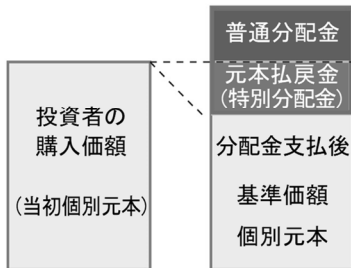 投資者の
購入価額
(当初個別元本)
普通分配金
元本払戻金
(特別分配金)
分配金支払後
基準価額
個別元本